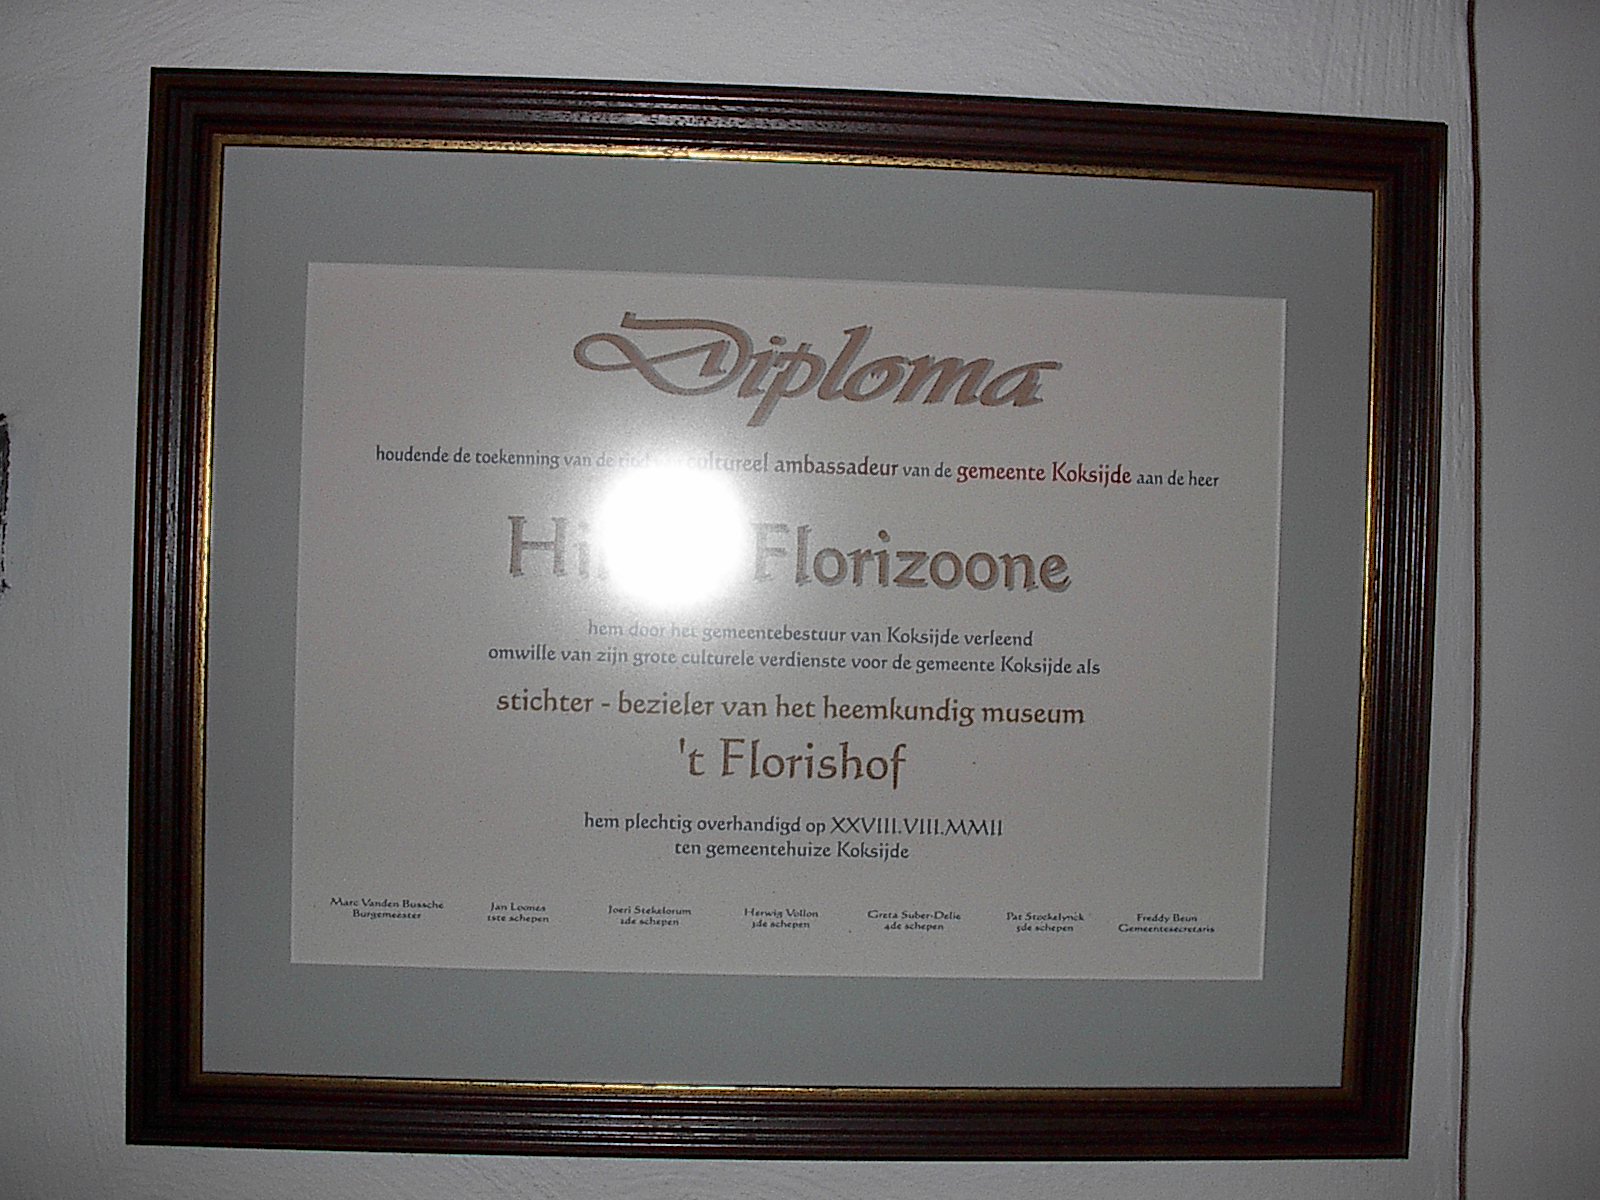 Diploma
houdende de toekenning van de cultureel ambassadeur van de gemeente Koksijde aan de heer
Florizoone
hem door het gemeentebestuur van Koksijde verleend
omwille van zijn grote culturele verdienste voor de gemeente Koksijde als
stichter - bezieler van het heemkundig museum
't Florishof
hem plechtig overhandigd op XXVIII.VIII.MMII
ten gemeentehuize Koksijde
Marc Vanden Bussche Jan Loones Joeri Stekelorum Herwig Vollon Greta Suber-Delie Pat Stockelynck Freddy Beun
Burgemeester 1ste schepen 2de schepen 3de schepen 4de schepen 5de schepen Gemeentesecretaris